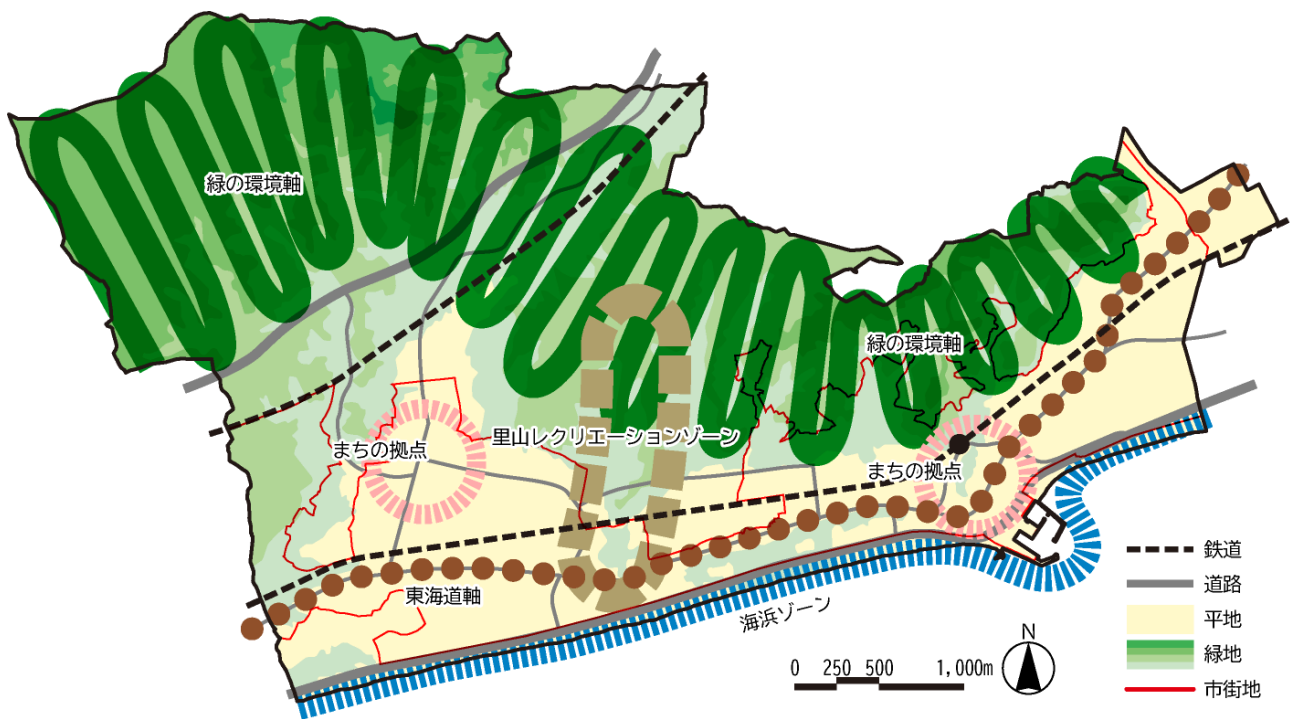 緑の環境軸
緑の環境軸
里山レクリエーションゾーン
まちの拠点
まちの拠点
東海道軸
海浜ゾーン
N
0 250 500 1,000m
鉄道
道路
平地
緑地
市街地